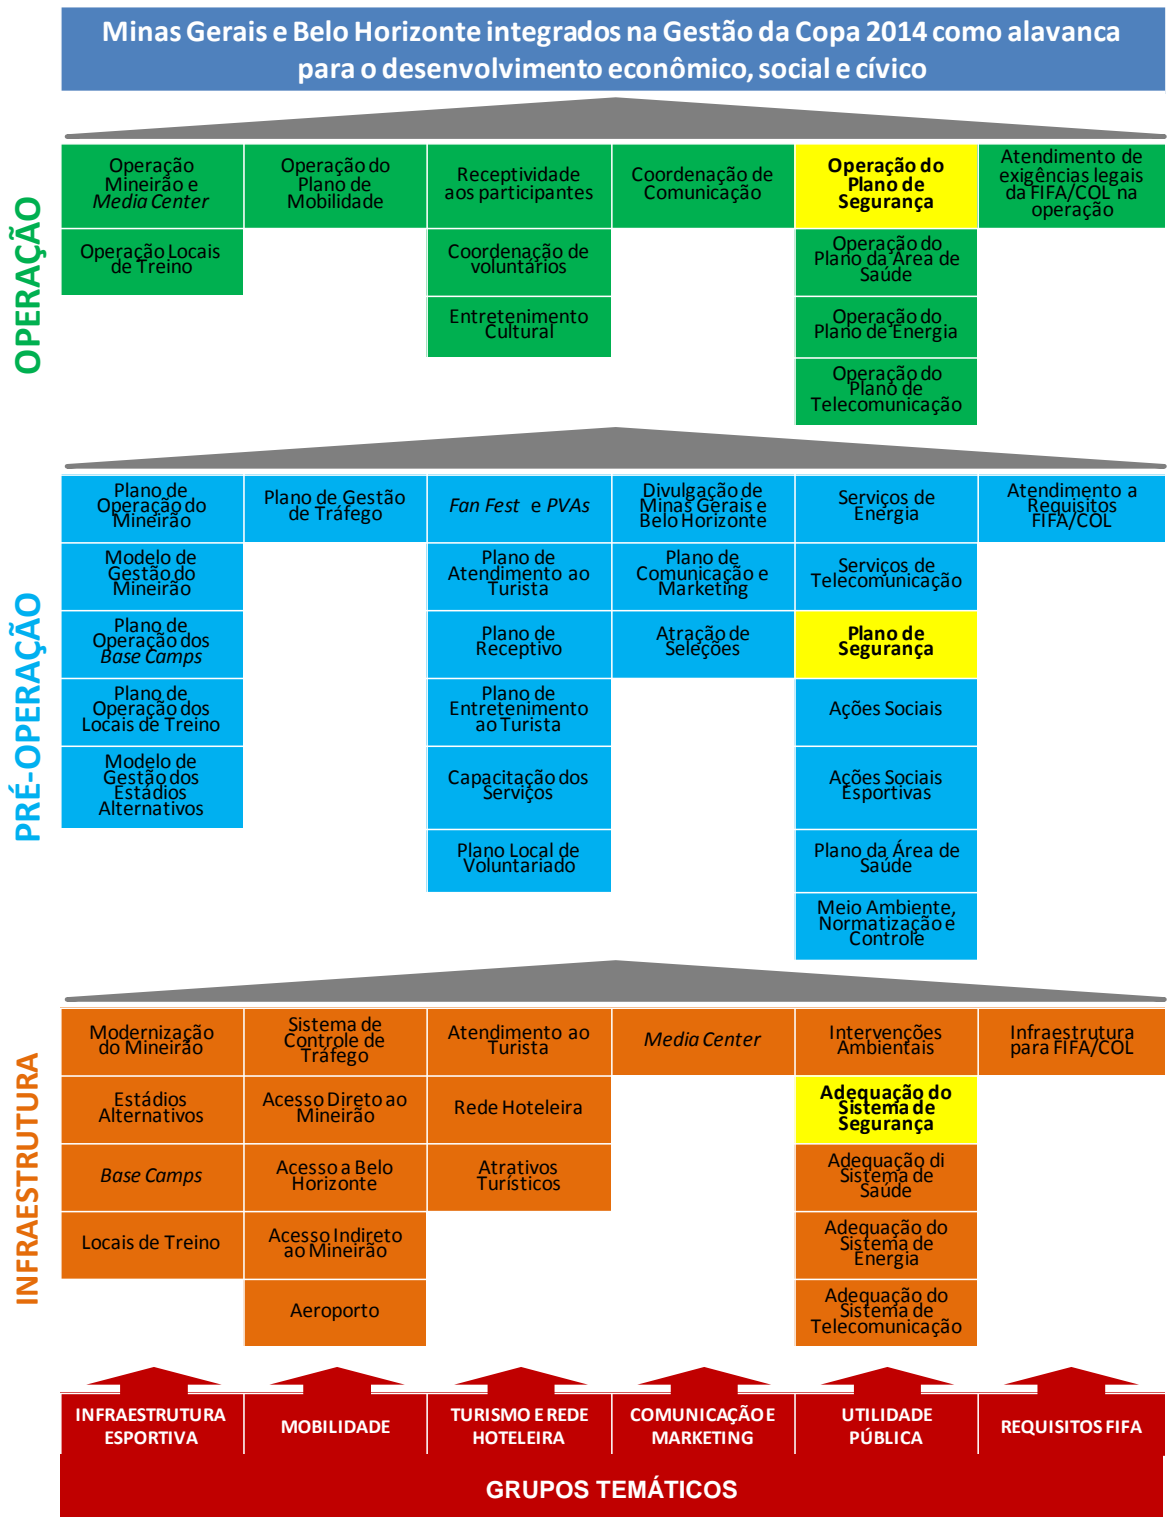 Minas Gerais e Belo Horizonte integrados na Gestão da Copa 2014 como alavanca
para o desenvolvimento econômico, social e cívico
OPERAÇÃO
Operação
Mineirão e
Media Center
Operação do
Plano de
Mobilidade
Receptividade
aos participantes
Coordenação de
Comunicação
Operação do
Plano de
Segurança
Atendimento de
exigências legais
da FIFA/COL na
operação
Operação Locais
de Treino
Coordenação de
voluntários
Operação do
Plano da Área de
Saúde
Entretenimento
Cultural
Operação do
Plano de Energia
Operação do
Plano de
Telecomunicação
PRÉ-OPERAÇÃO
Plano de
Operação do
Mineirão
Plano de Gestão
de Tráfego
Fan Fest e PVAs
Divulgação de
Minas Gerais e
Belo Horizonte
Serviços de
Energia
Atendimento a
Requisitos
FIFA/COL
Modelo de
Gestão do
Mineirão
Plano de
Atendimento ao
Turista
Plano de
Comunicação e
Marketing
Serviços de
Telecomunicação
Plano de
Operação dos
Base Camps
Plano de
Receptivo
Atração de
Seleções
Plano de
Segurança
Plano de
Operação dos
Locais de Treino
Plano de
Entretenimento
ao Turista
Ações Sociais
Modelo de
Gestão dos
Estádios
Alternativos
Capacitação dos
Serviços
Ações Sociais
Esportivas
Plano Local de
Voluntariado
Plano da Área de
Saúde
Meio Ambiente,
Normatização e
Controle
INFRAESTRUTURA
Modernização
do Mineirão
Sistema de
Controle de
Tráfego
Atendimento ao
Turista
Media Center
Intervenções
Ambientais
Infraestrutura
para FIFA/COL
Estádios
Alternativos
Acesso Direto ao
Mineirão
Rede Hoteleira
Adequação do
Sistema de
Segurança
Base Camps
Acesso a Belo
Horizonte
Atrativos
Turísticos
Adequação di
Sistema de
Saúde
Locais de Treino
Acesso Indireto
ao Mineirão
Adequação do
Sistema de
Energia
Aeroporto
Adequação do
Sistema de
Telecomunicação
INFRAESTRUTURA
ESPORTIVA
MOBILIDADE
TURISMO E REDE
HOTELEIRA
COMUNICAÇÃO E
MARKETING
UTILIDADE
PÚBLICA
REQUISITOS FIFA
GRUPOS TEMÁTICOS